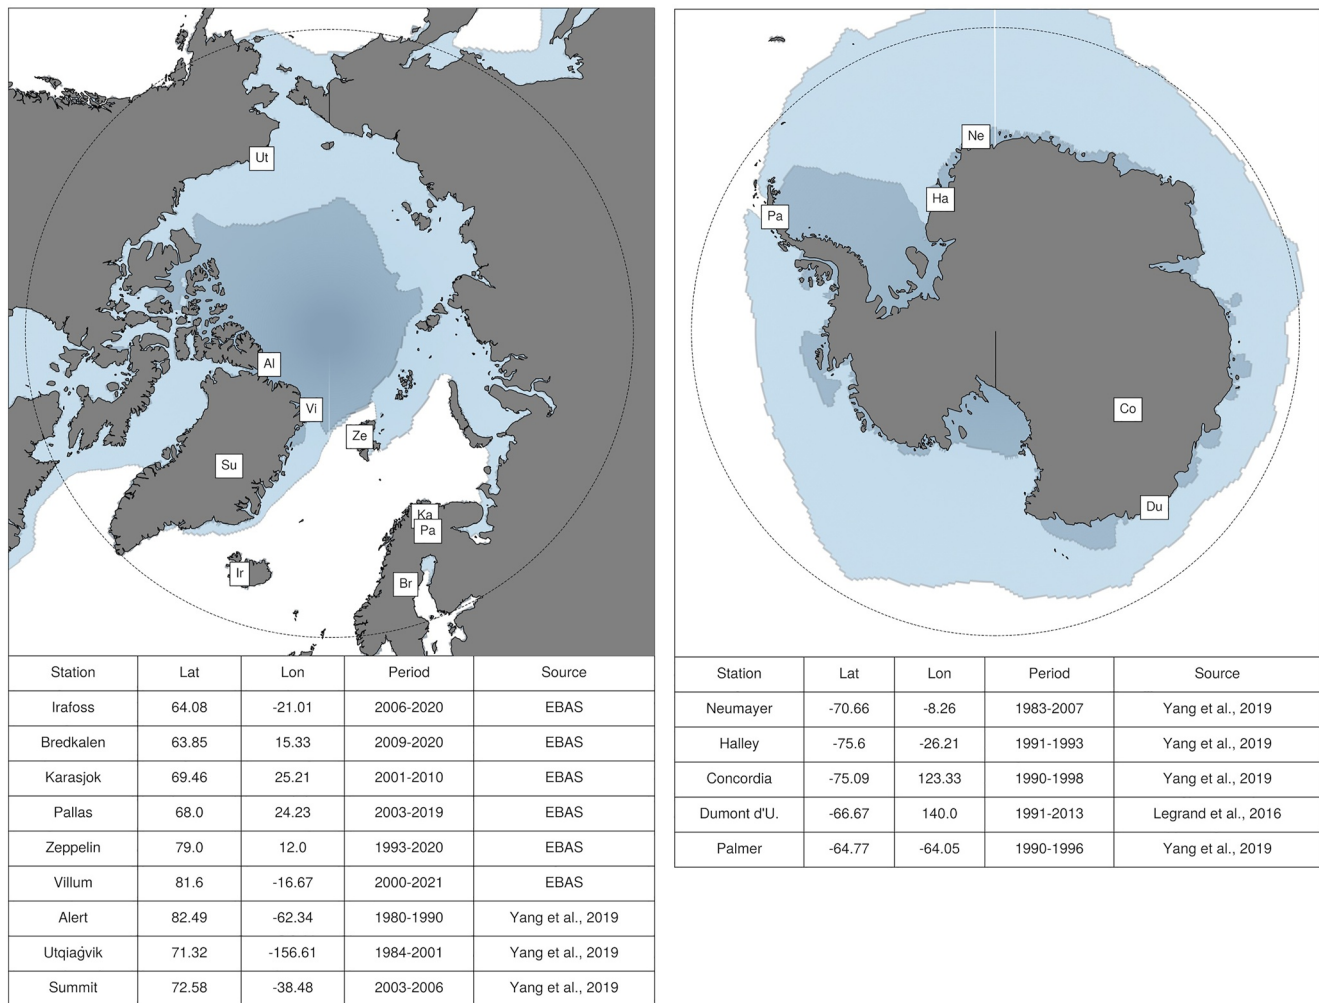 Ut
Al
Vi
Ze
Su
Ka
Pa
Ir
Br
Station Lat Lon Period Source
Irafoss 64.08 -21.01 2006-2020 EBAS
Bredkalen 63.85 15.33 2009-2020 EBAS
Karasjok 69.46 25.21 2001-2010 EBAS
Pallas 68.0 24.23 2003-2019 EBAS
Zeppelin 79.0 12.0 1993-2020 EBAS
Villum 81.6 -16.67 2000-2021 EBAS
Alert 82.49 -62.34 1980-1990 Yang et al., 2019
Utqiaġvik 71.32 -156.61 1984-2001 Yang et al., 2019
Summit 72.58 -38.48 2003-2006 Yang et al., 2019
Ne
Ha
Pa
Co
Du
Station Lat Lon Period Source
Neumayer -70.66 -8.26 1983-2007 Yang et al., 2019
Halley -75.6 -26.21 1991-1993 Yang et al., 2019
Concordia -75.09 123.33 1990-1998 Yang et al., 2019
Dumont d'U. -66.67 140.0 1991-2013 Legrand et al., 2016
Palmer -64.77 -64.05 1990-1996 Yang et al., 2019